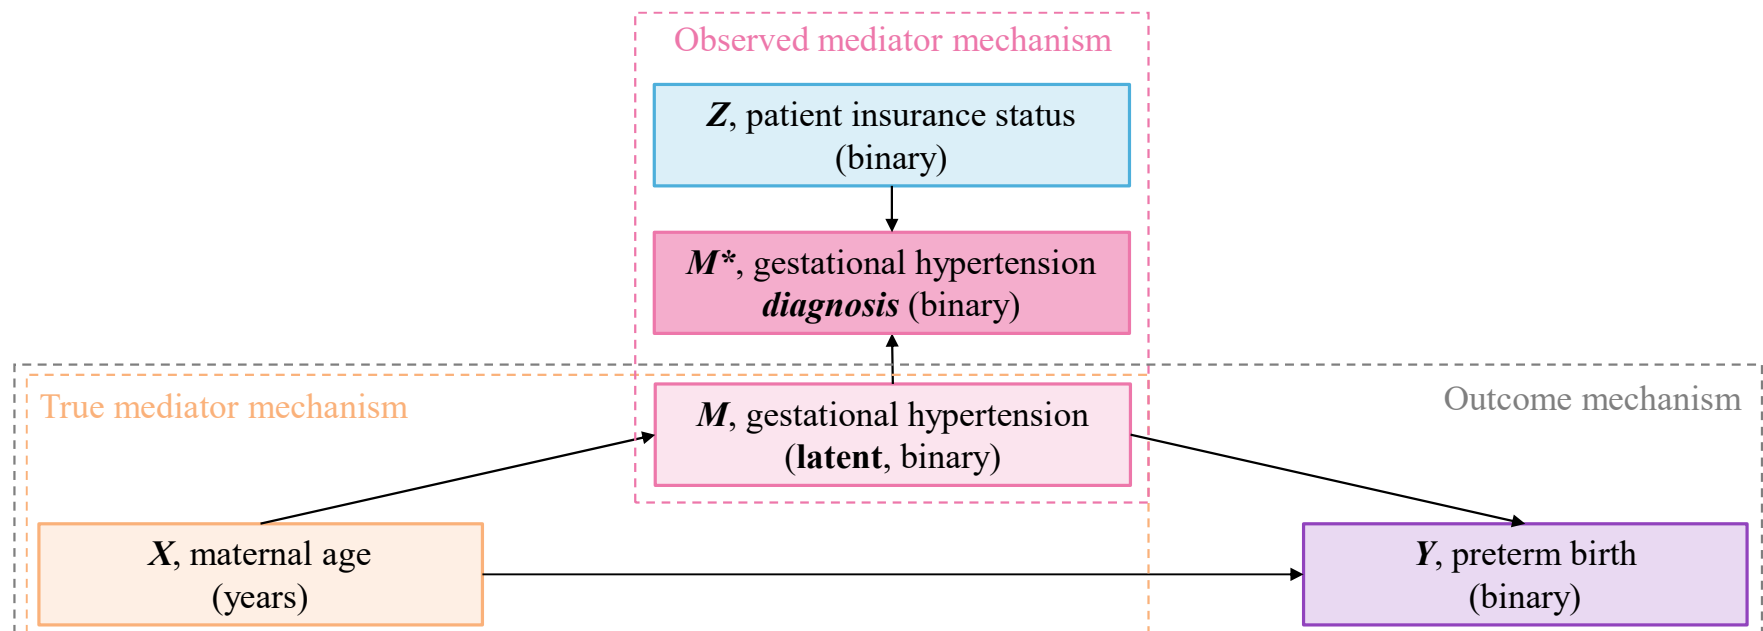 Observed mediator mechanism
Z, patient insurance status
(binary)
M*, gestational hypertension
diagnosis (binary)
True mediator mechanism
M, gestational hypertension
(latent, binary)
Outcome mechanism
X, maternal age
(years)
Y, preterm birth
(binary)